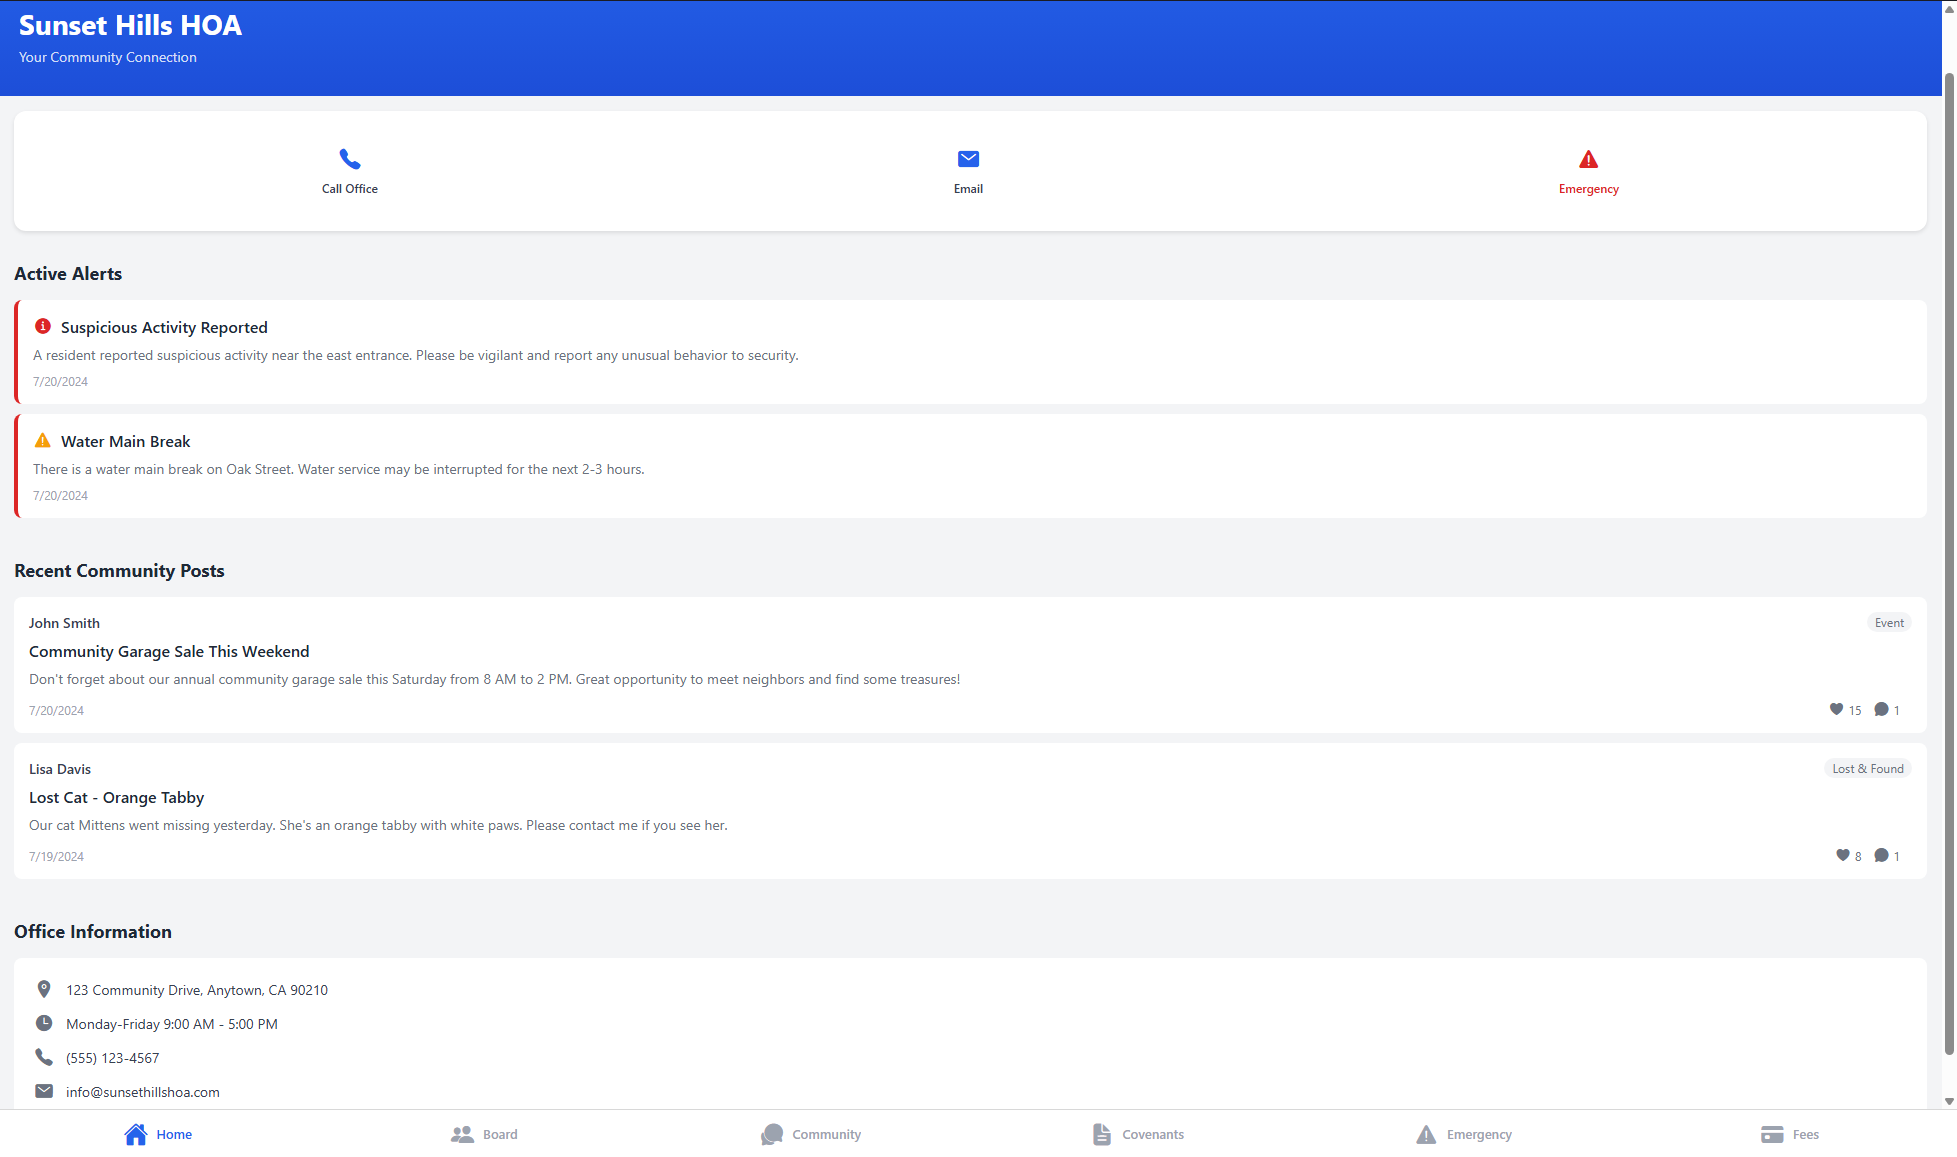 Sunset Hills HOA
Your Community Connection
Call Office
Email
Emergency
Active Alerts
Suspicious Activity Reported
A resident reported suspicious activity near the east entrance. Please be vigilant and report any unusual behavior to security.
7/20/2024
Water Main Break
There is a water main break on Oak Street. Water service may be interrupted for the next 2-3 hours.
7/20/2024
Recent Community Posts
John Smith
Event
Community Garage Sale This Weekend
Don't forget about our annual community garage sale this Saturday from 8 AM to 2 PM. Great opportunity to meet neighbors and find some treasures!
7/20/2024
15 1
Lisa Davis
Lost & Found
Lost Cat - Orange Tabby
Our cat Mittens went missing yesterday. She's an orange tabby with white paws. Please contact me if you see her.
7/19/2024
8 1
Office Information
123 Community Drive, Anytown, CA 90210
Monday-Friday 9:00 AM - 5:00 PM
(555) 123-4567
info@sunsethillshoa.com
Home
Board
Community
Covenants
Emergency
Fees